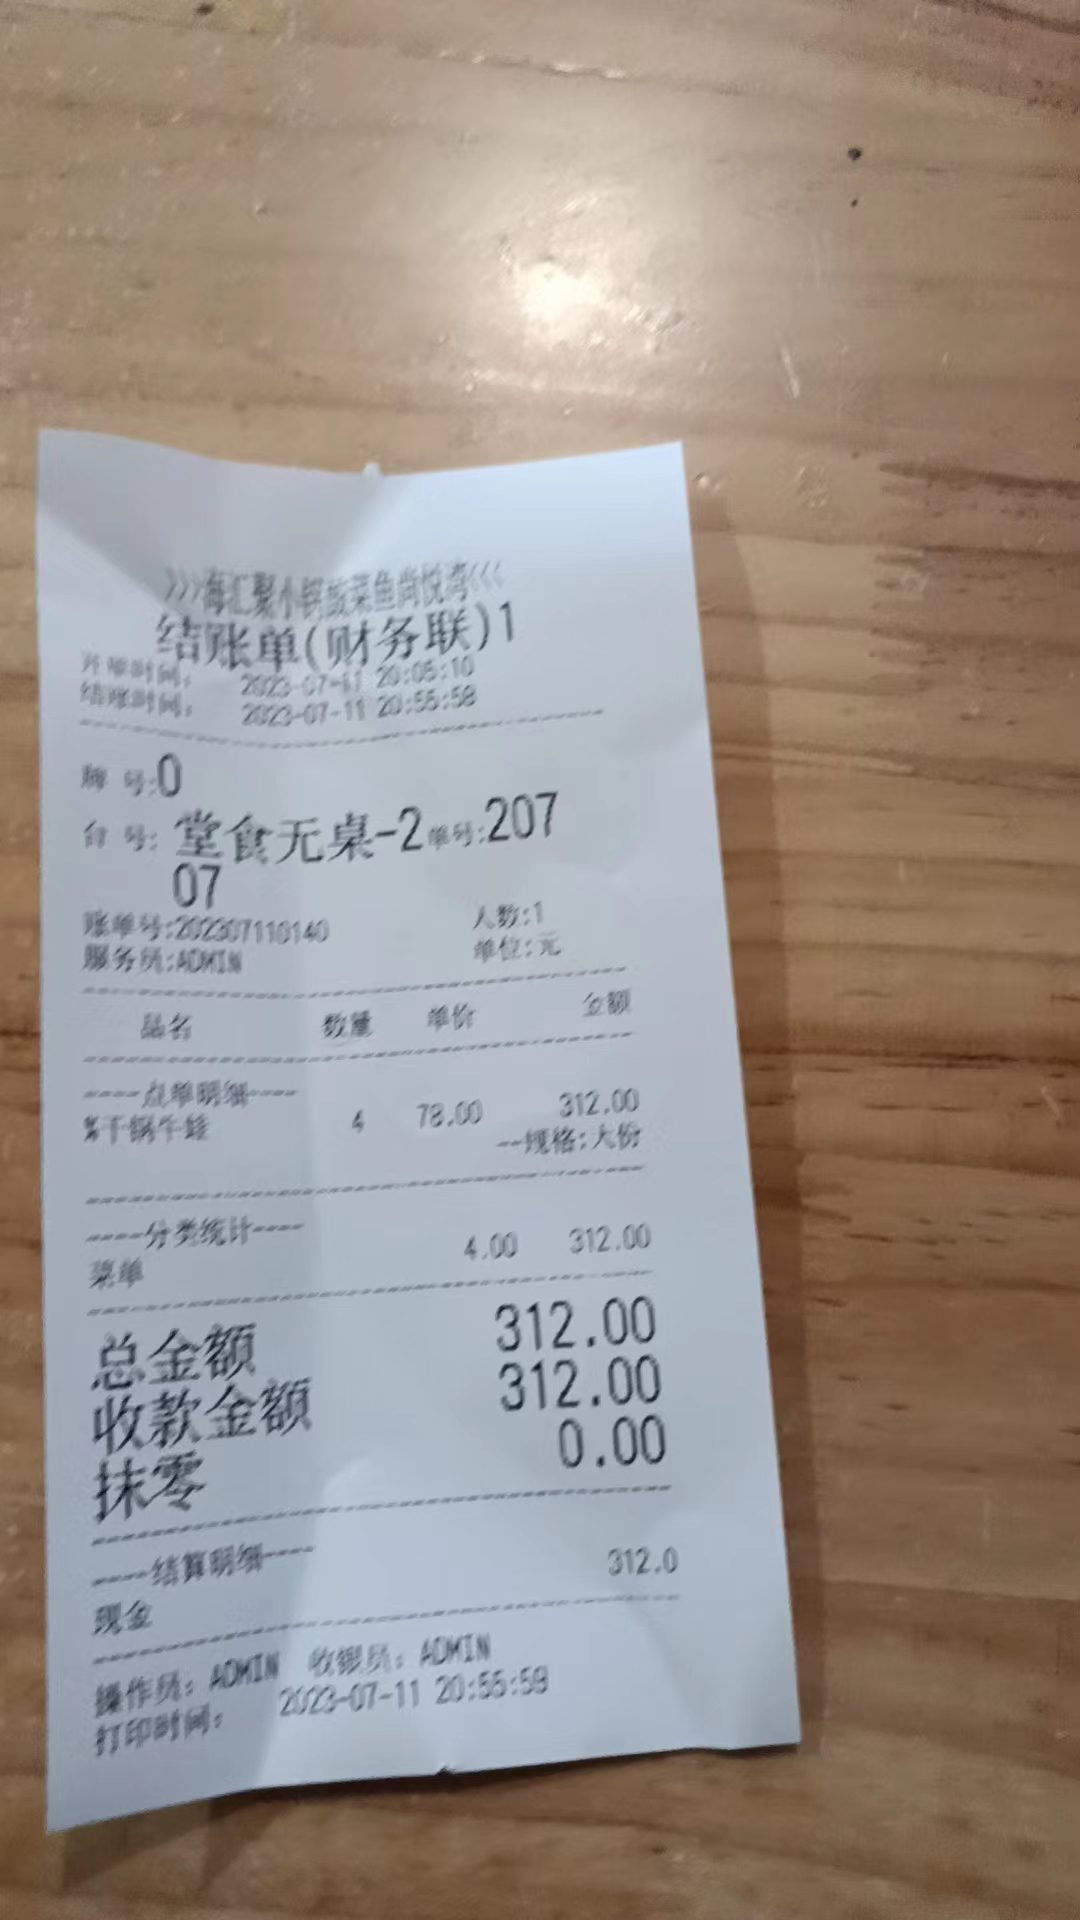 >>>海汇聚小锅酸菜鱼尚悦湾<<<
结账单(财务联)1
开单时间: 2023-07-11 20:05:10
结账时间: 2023-07-11 20:55:58
牌 号:0
台 号: 堂食无桌-2 单号:207
07
账单号:202307110140 人数:1
服务员:ADMIN 单位:元
品名 数量 单价 金额
----点单明细----
%干锅牛蛙 4 78.00 312.00
--规格:大份
----分类统计----
菜单 4.00 312.00
总金额 312.00
收款金额 312.00
抹零 0.00
----结算明细----
现金 312.0
操作员: ADMIN 收银员: ADMIN
打印时间: 2023-07-11 20:55:59